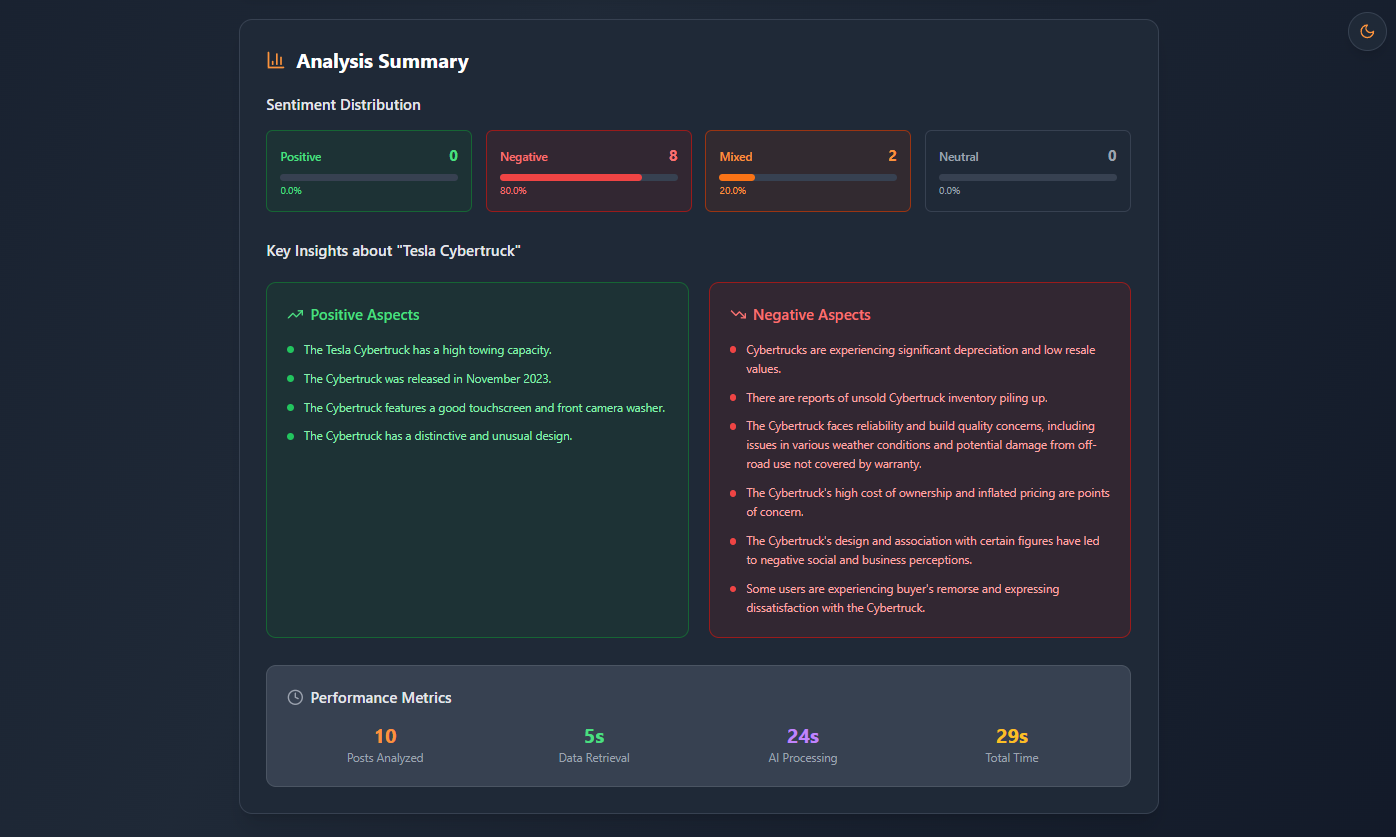 Analysis Summary
Sentiment Distribution
Positive 0
0.0%
Negative 8
80.0%
Mixed 2
20.0%
Neutral 0
0.0%
Key Insights about "Tesla Cybertruck"
Positive Aspects
The Tesla Cybertruck has a high towing capacity.
The Cybertruck was released in November 2023.
The Cybertruck features a good touchscreen and front camera washer.
The Cybertruck has a distinctive and unusual design.
Negative Aspects
Cybertrucks are experiencing significant depreciation and low resale
values.
There are reports of unsold Cybertruck inventory piling up.
The Cybertruck faces reliability and build quality concerns, including
issues in various weather conditions and potential damage from off-
road use not covered by warranty.
The Cybertruck's high cost of ownership and inflated pricing are points
of concern.
The Cybertruck's design and association with certain figures have led
to negative social and business perceptions.
Some users are experiencing buyer's remorse and expressing
dissatisfaction with the Cybertruck.
Performance Metrics
10
Posts Analyzed
5s
Data Retrieval
24s
AI Processing
29s
Total Time